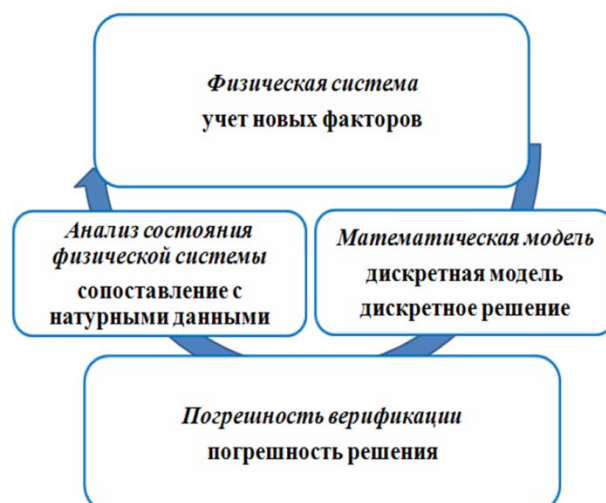 Физическая система
учет новых факторов
Анализ состояния
физической системы
сопоставление с
натурными данными
Математическая модель
дискретная модель
дискретное решение
Погрешность верификации
погрешность решения